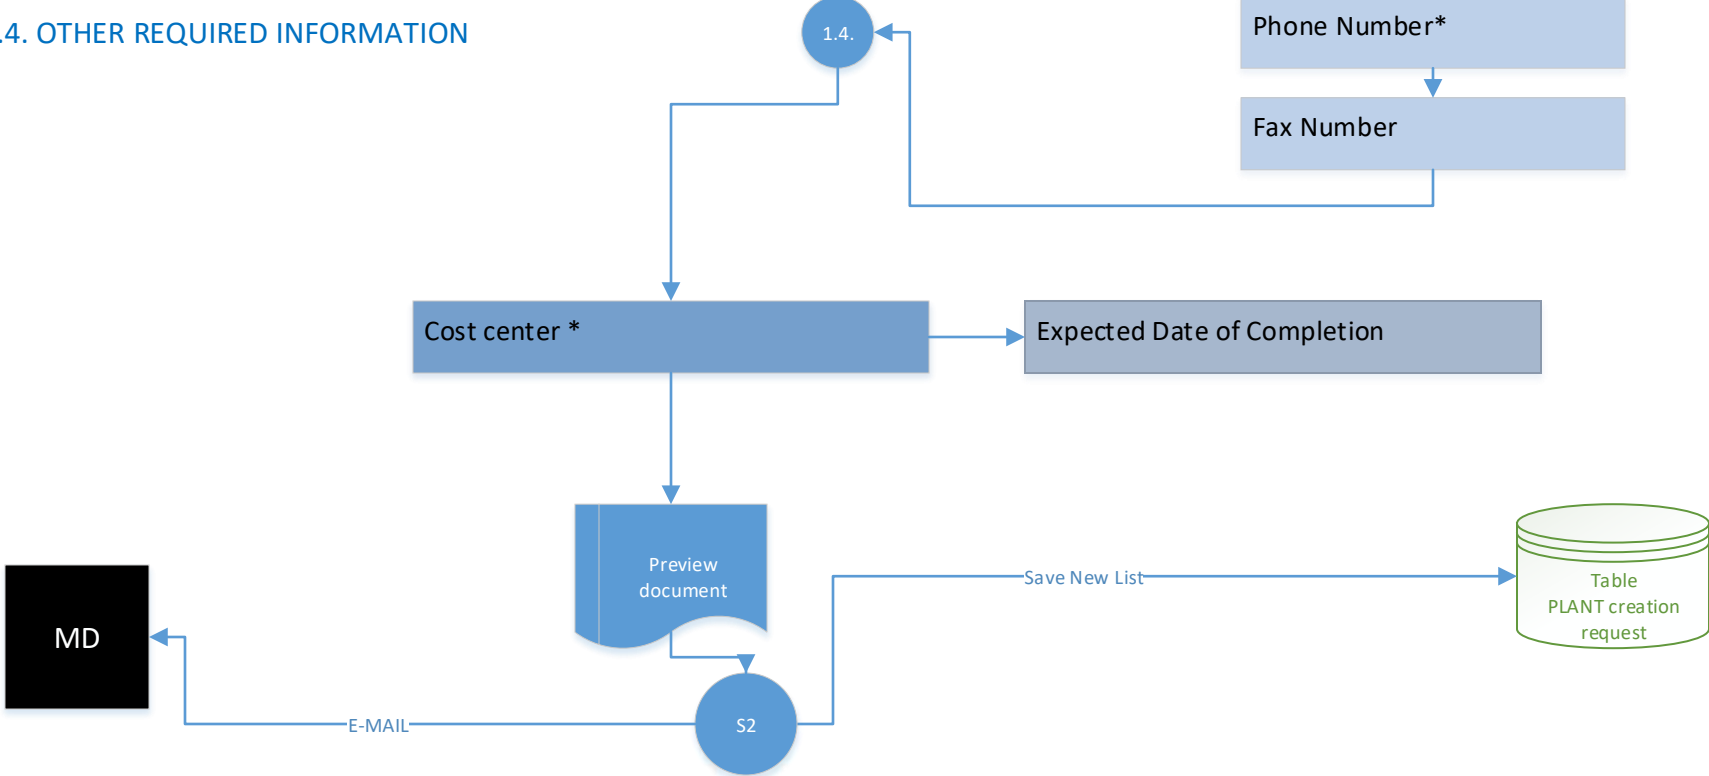 .4. OTHER REQUIRED INFORMATION
1.4.
Phone Number*
Fax Number
Cost center *
Expected Date of Completion
Preview
document
Save New List
Table
PLANT creation
request
MD
E-MAIL
S2